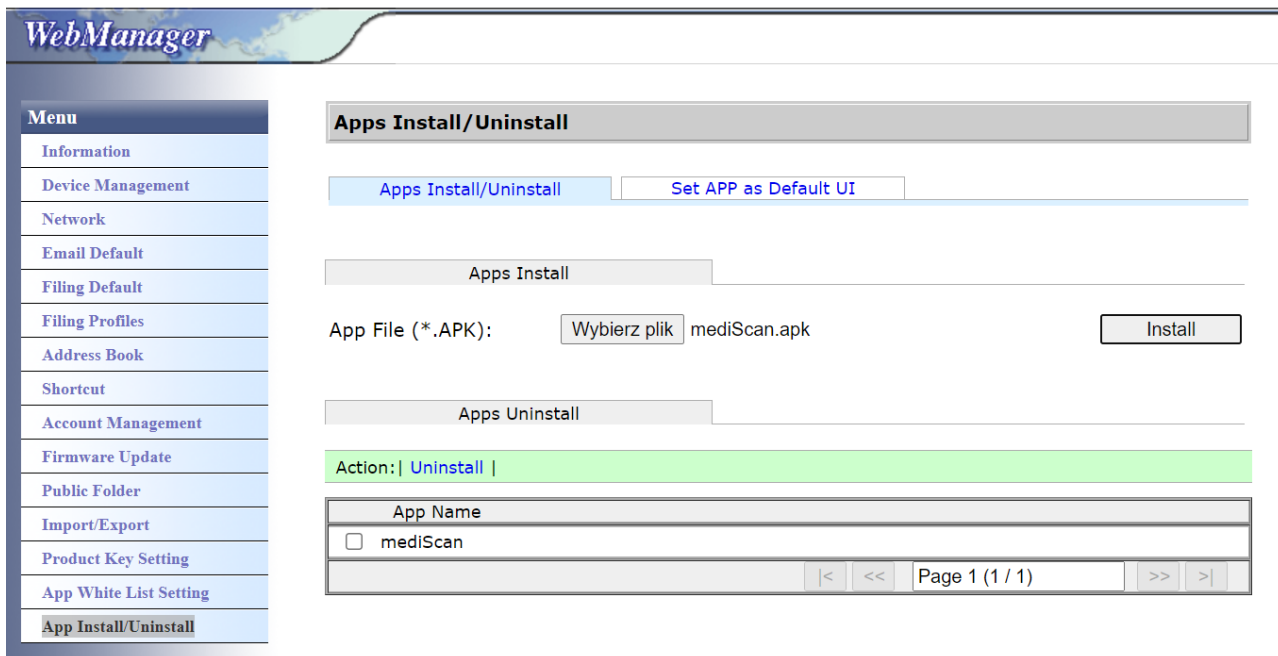 WebManager
Menu
Information
Device Management
Network
Email Default
Filing Default
Filing Profiles
Address Book
Shortcut
Account Management
Firmware Update
Public Folder
Import/Export
Product Key Setting
App White List Setting
App Install/Uninstall
Apps Install/Uninstall
Apps Install/Uninstall Set APP as Default UI
Apps Install
App File (*.APK): Wybierz plik mediScan.apk Install
Apps Uninstall
Action:| Uninstall |
App Name
mediScan
|< << Page 1 (1 / 1) >> >|